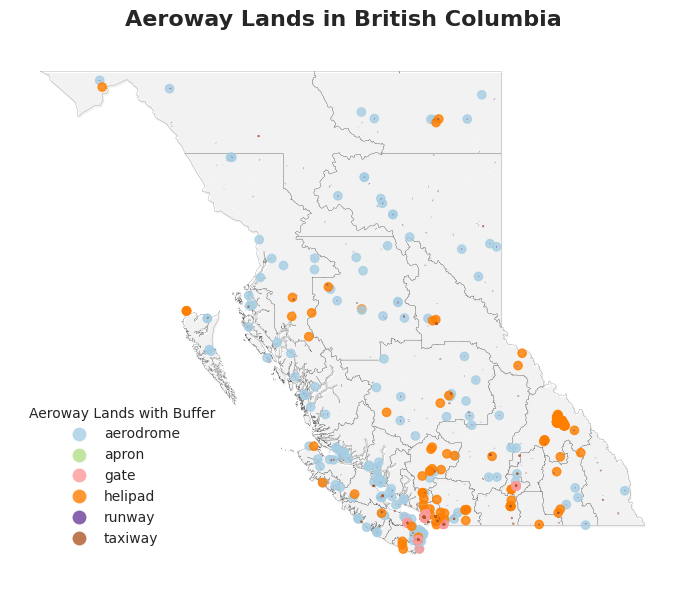 Aeroway Lands in British Columbia
Aeroway Lands with Buffer
aerodrome
apron
gate
helipad
runway
taxiway